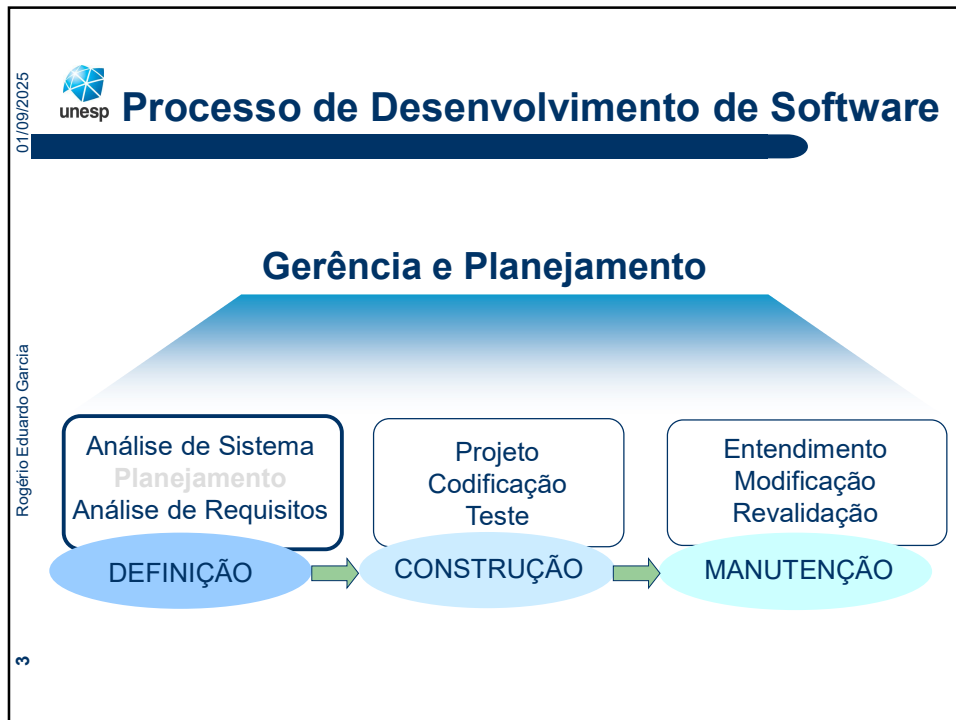 01/09/2025
unesp
Processo de Desenvolvimento de Software
Gerência e Planejamento
Rogério Eduardo Garcia
Análise de Sistema
Planejamento
Análise de Requisitos
DEFINIÇÃO
Projeto
Codificação
Teste
CONSTRUÇÃO
Entendimento
Modificação
Revalidação
MANUTENÇÃO
3